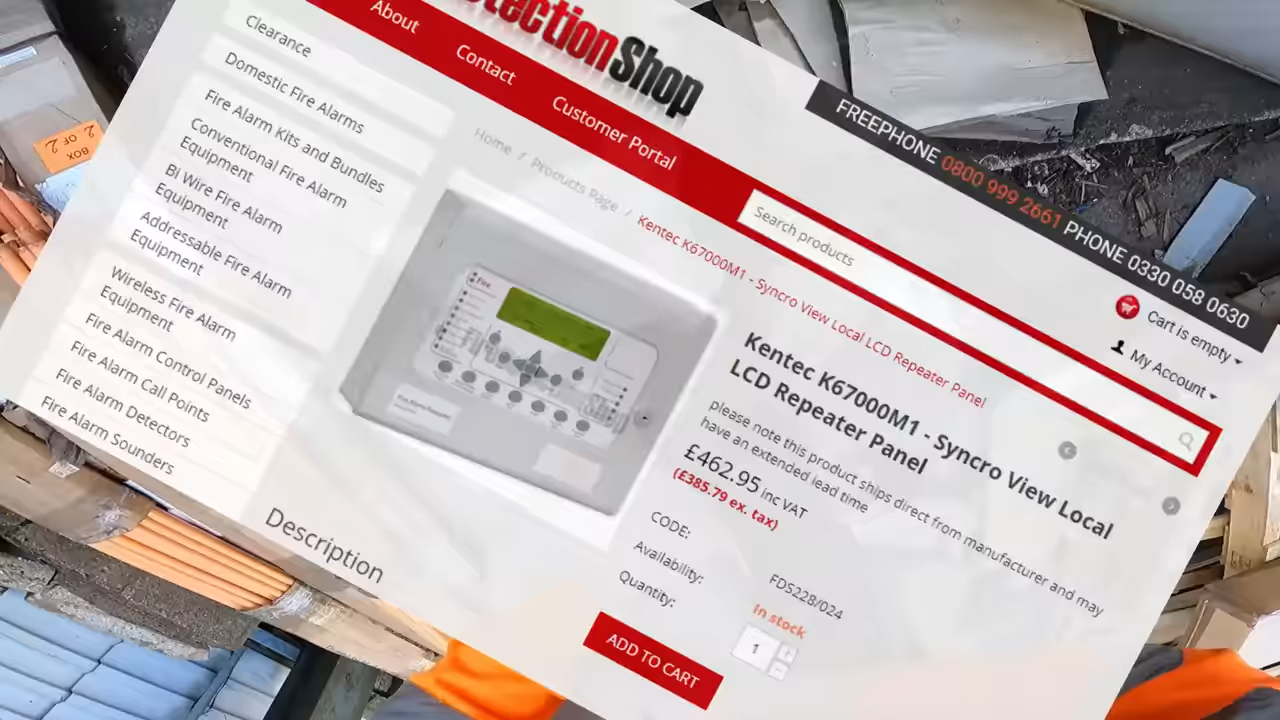 2 OF 2
BOX
tectionShop
About
Contact
Customer Portal
FREEPHONE 0800 999 2661 PHONE 0330 058 0630
Search products
Cart is empty
My Account
Clearance
Domestic Fire Alarms
Fire Alarm Kits and Bundles
Conventional Fire Alarm
Equipment
Bi Wire Fire Alarm
Equipment
Addressable Fire Alarm
Equipment
Wireless Fire Alarm
Equipment
Fire Alarm Control Panels
Fire Alarm Call Points
Fire Alarm Detectors
Fire Alarm Sounders
Home / Products Page / Kentec K67000M1 - Syncro View Local LCD Repeater Panel
Fire
Kentec K67000M1 - Syncro View Local
LCD Repeater Panel
please note this product ships direct from manufacturer and may
have an extended lead time
£462.95 inc VAT
(£385.79 ex. tax)
CODE:
FDS228/024
Availability:
In stock
Quantity:
1
ADD TO CART
Description